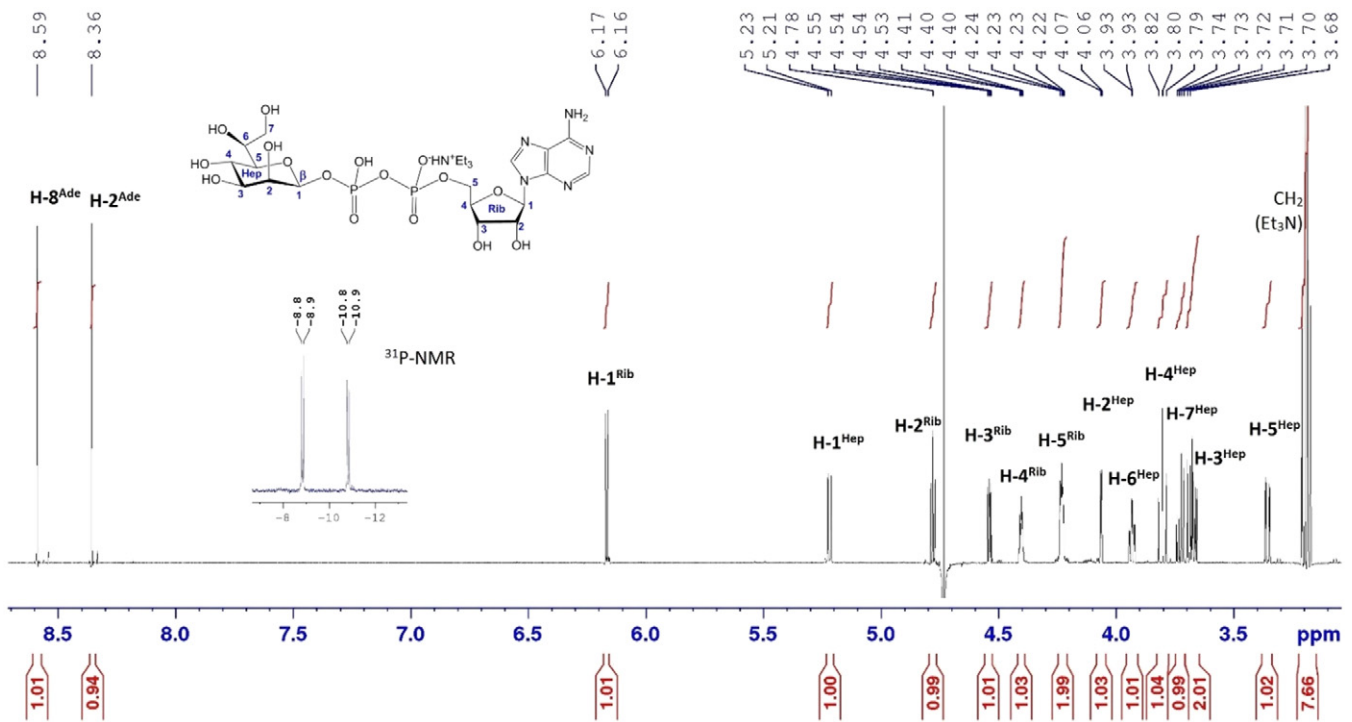 8.59
8.36
6.17
6.16
5.23
5.21
4.78
4.55
4.54
4.54
4.53
4.41
4.40
4.40
4.24
4.23
4.23
4.22
4.07
4.06
3.93
3.93
3.82
3.80
3.79
3.74
3.73
3.72
3.71
3.70
3.68
OH
HO
7
6
OH
HO
4
5
Hep
HO
3
2
1
β
O
O
OH
P
O
O
P
O
O⁻HN⁺Et₃
O
O
5
4
O
Rib
1
3
2
OH
OH
NH₂
N
N
N
N
H-8ᴬᵈᵉ
H-2ᴬᵈᵉ
CH₂
(Et₃N)
-8.8
-8.9
-10.8
-10.9
³¹P-NMR
-8
-10
-12
H-1ᴿⁱᵇ
H-1ᴴᵉᵖ
H-2ᴿⁱᵇ
H-3ᴿⁱᵇ
H-4ᴿⁱᵇ
H-5ᴿⁱᵇ
H-2ᴴᵉᵖ
H-6ᴴᵉᵖ
H-4ᴴᵉᵖ
H-7ᴴᵉᵖ
H-3ᴴᵉᵖ
H-5ᴴᵉᵖ
8.5 8.0 7.5 7.0 6.5 6.0 5.5 5.0 4.5 4.0 3.5 ppm
1.01
0.94
1.01
1.00
0.99
1.01
1.03
1.99
1.03
1.01
1.04
0.99
2.01
1.02
7.66